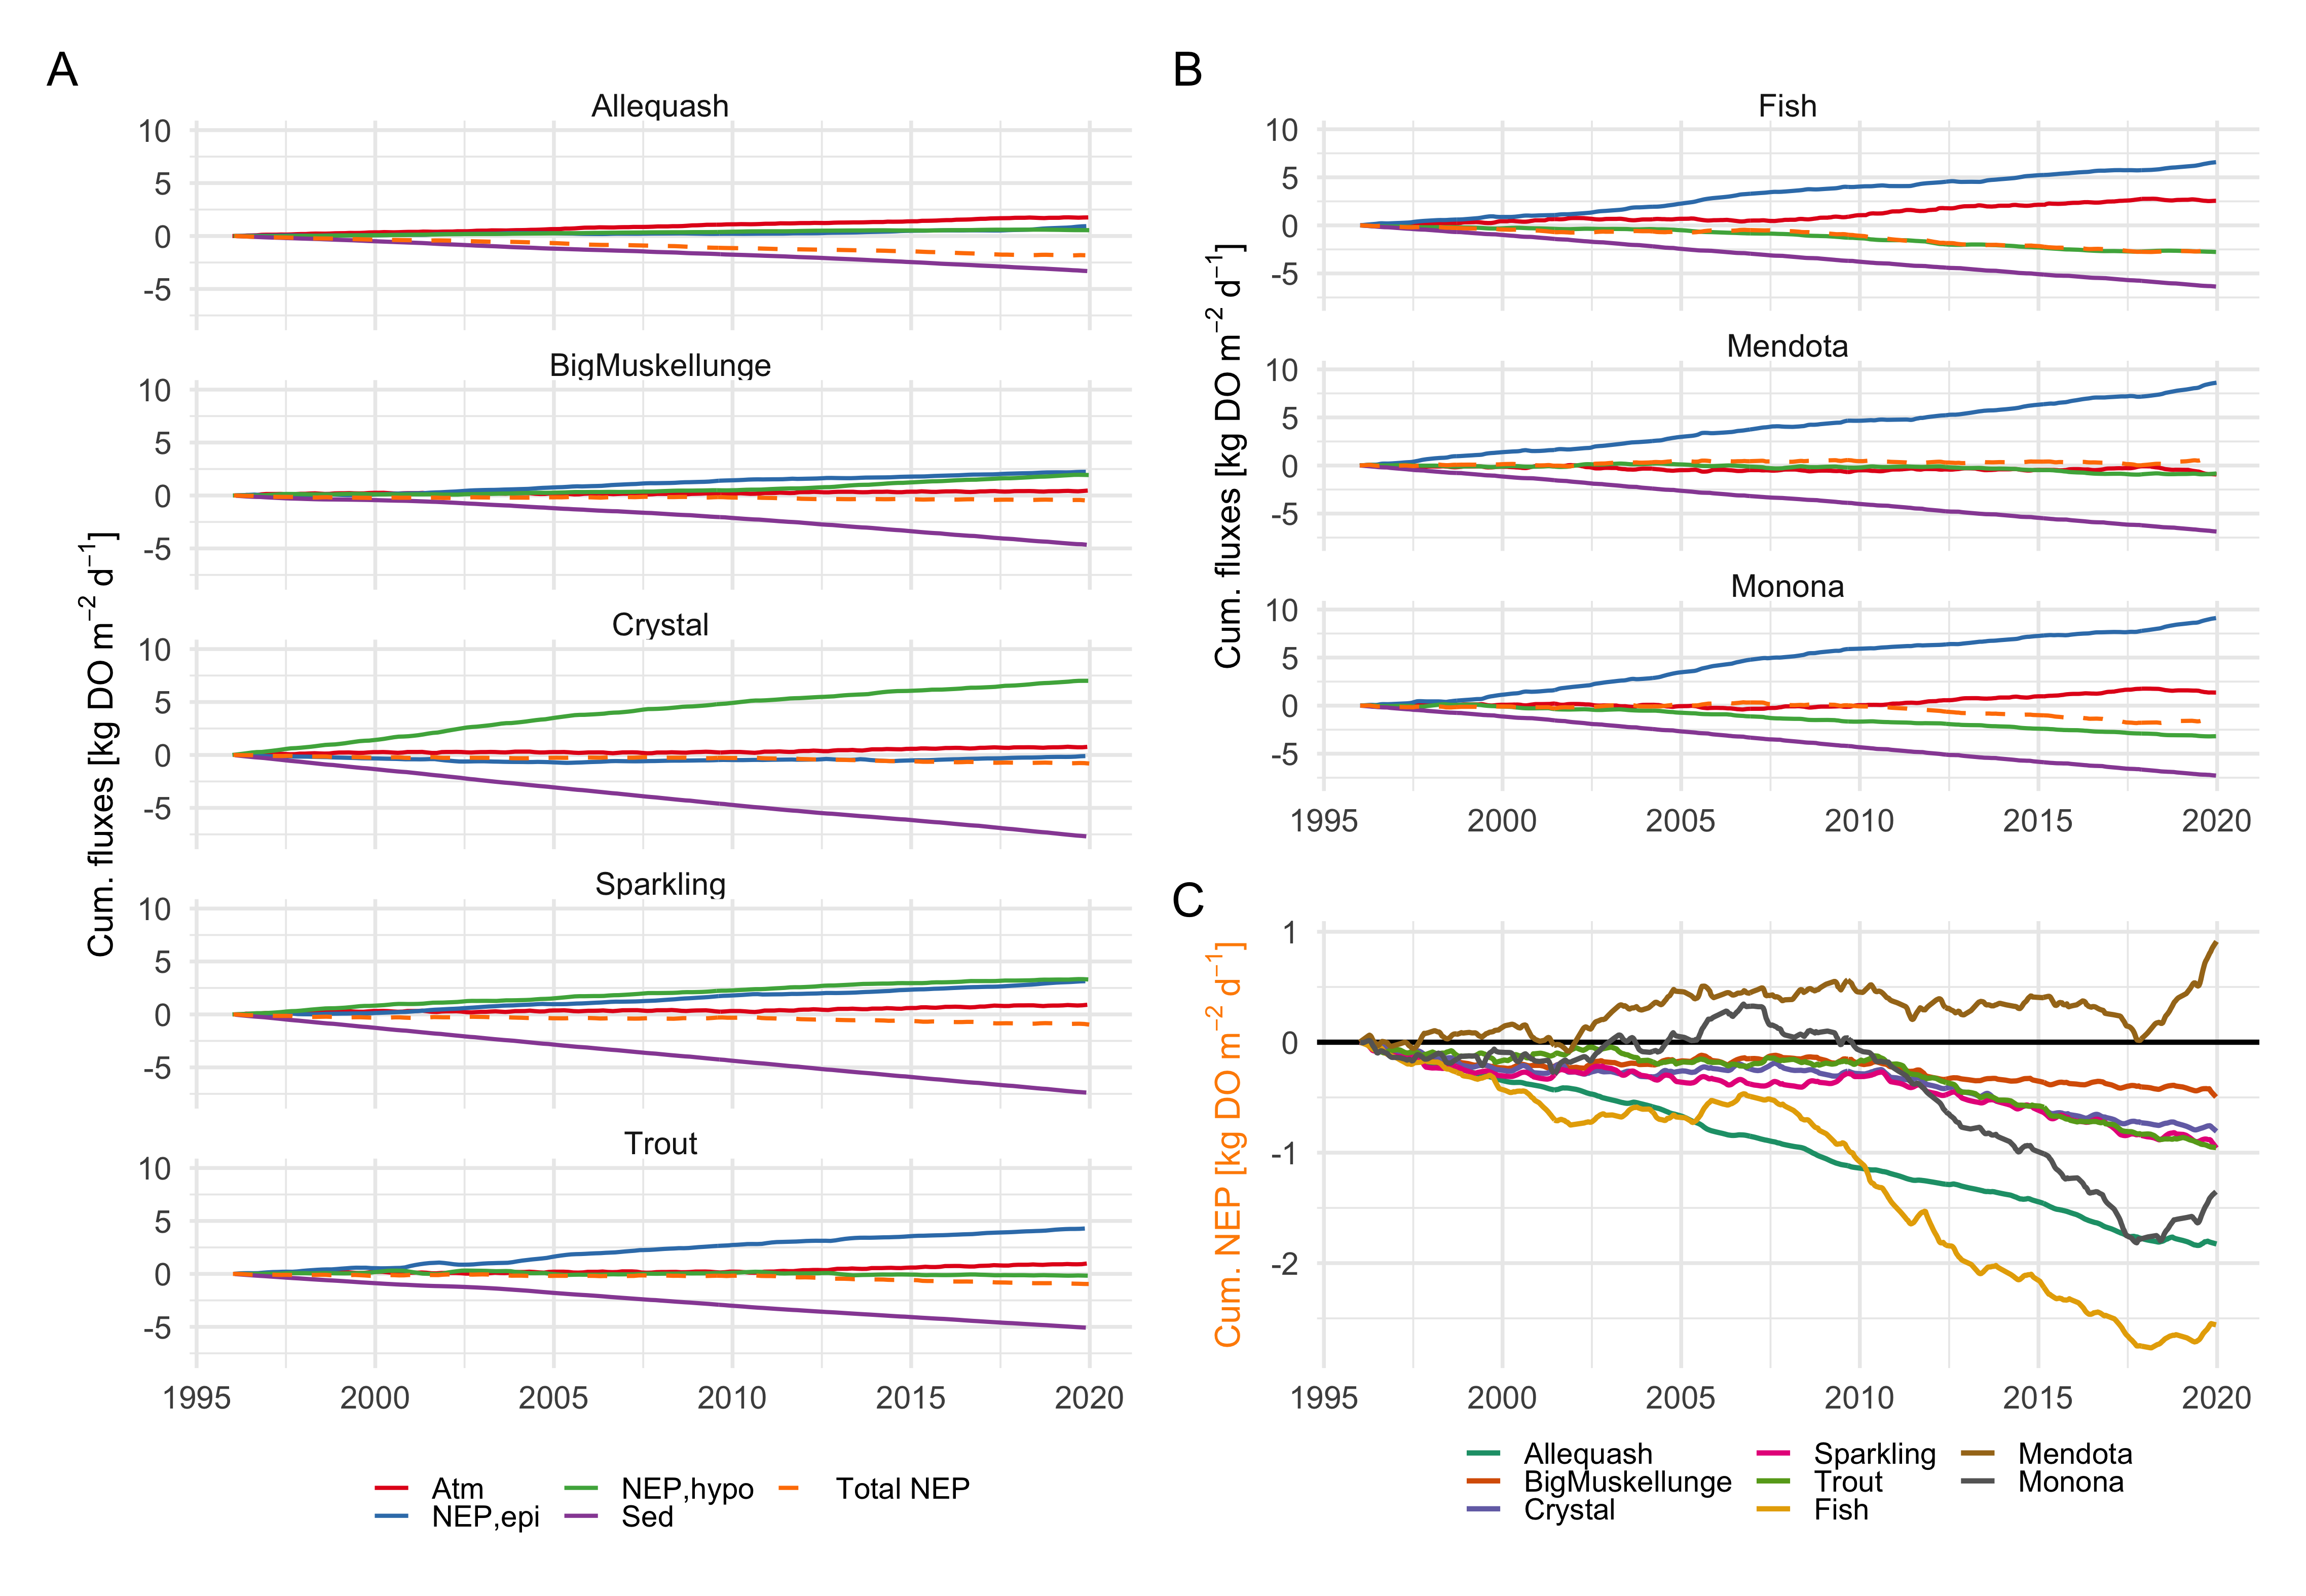 A
Cum. fluxes [kg DO m⁻² d⁻¹]
Allequash
10
5
0
-5
BigMuskellunge
10
5
0
-5
Crystal
10
5
0
-5
Sparkling
10
5
0
-5
Trout
10
5
0
-5
1995 2000 2005 2010 2015 2020
Atm NEP,hypo Total NEP
NEP,epi Sed
B
Cum. fluxes [kg DO m⁻² d⁻¹]
Fish
10
5
0
-5
Mendota
10
5
0
-5
Monona
10
5
0
-5
1995 2000 2005 2010 2015 2020
C
Cum. NEP [kg DO m⁻² d⁻¹]
1
0
-1
-2
1995 2000 2005 2010 2015 2020
Allequash Sparkling Mendota
BigMuskellunge Trout Monona
Crystal Fish